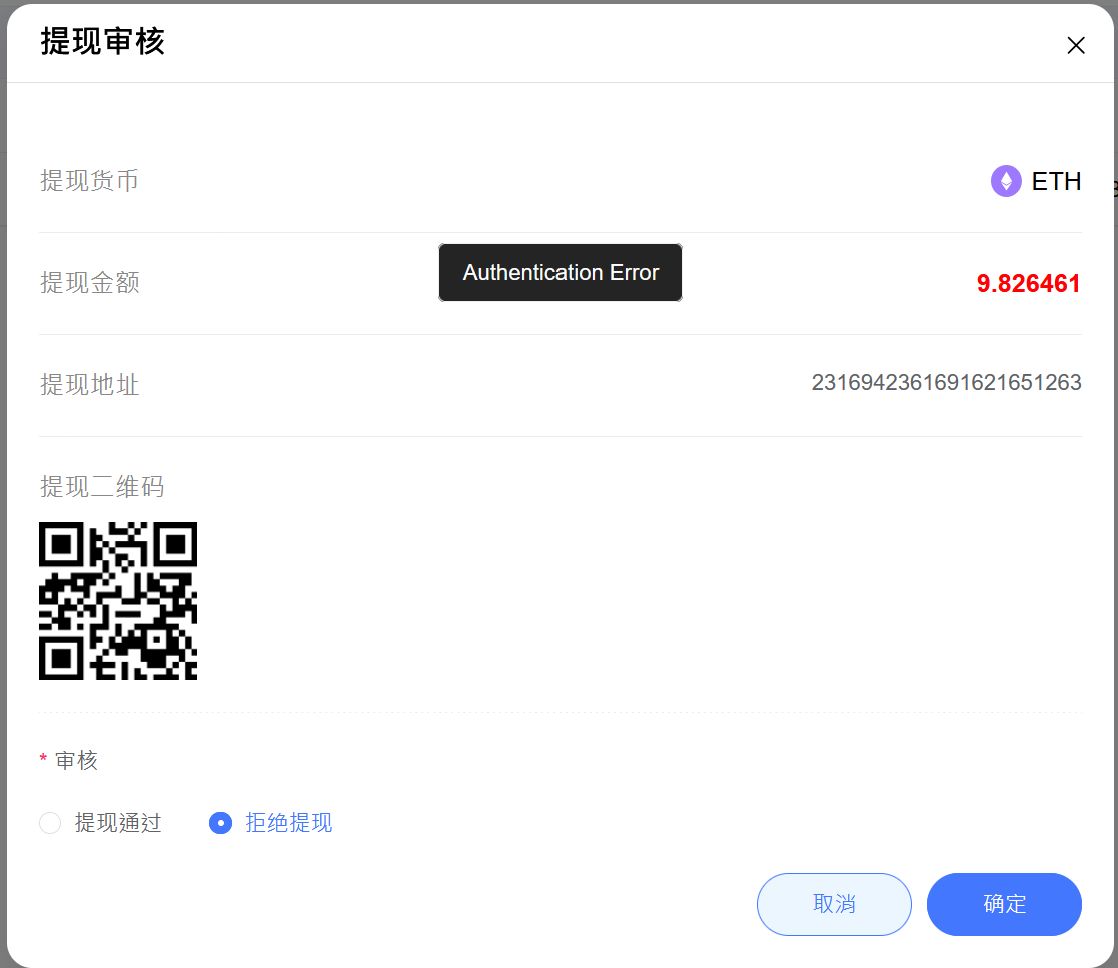 提现审核
提现货币
ETH
提现金额
Authentication Error
9.826461
提现地址
2316942361691621651263
提现二维码
* 审核
提现通过
拒绝提现
取消
确定